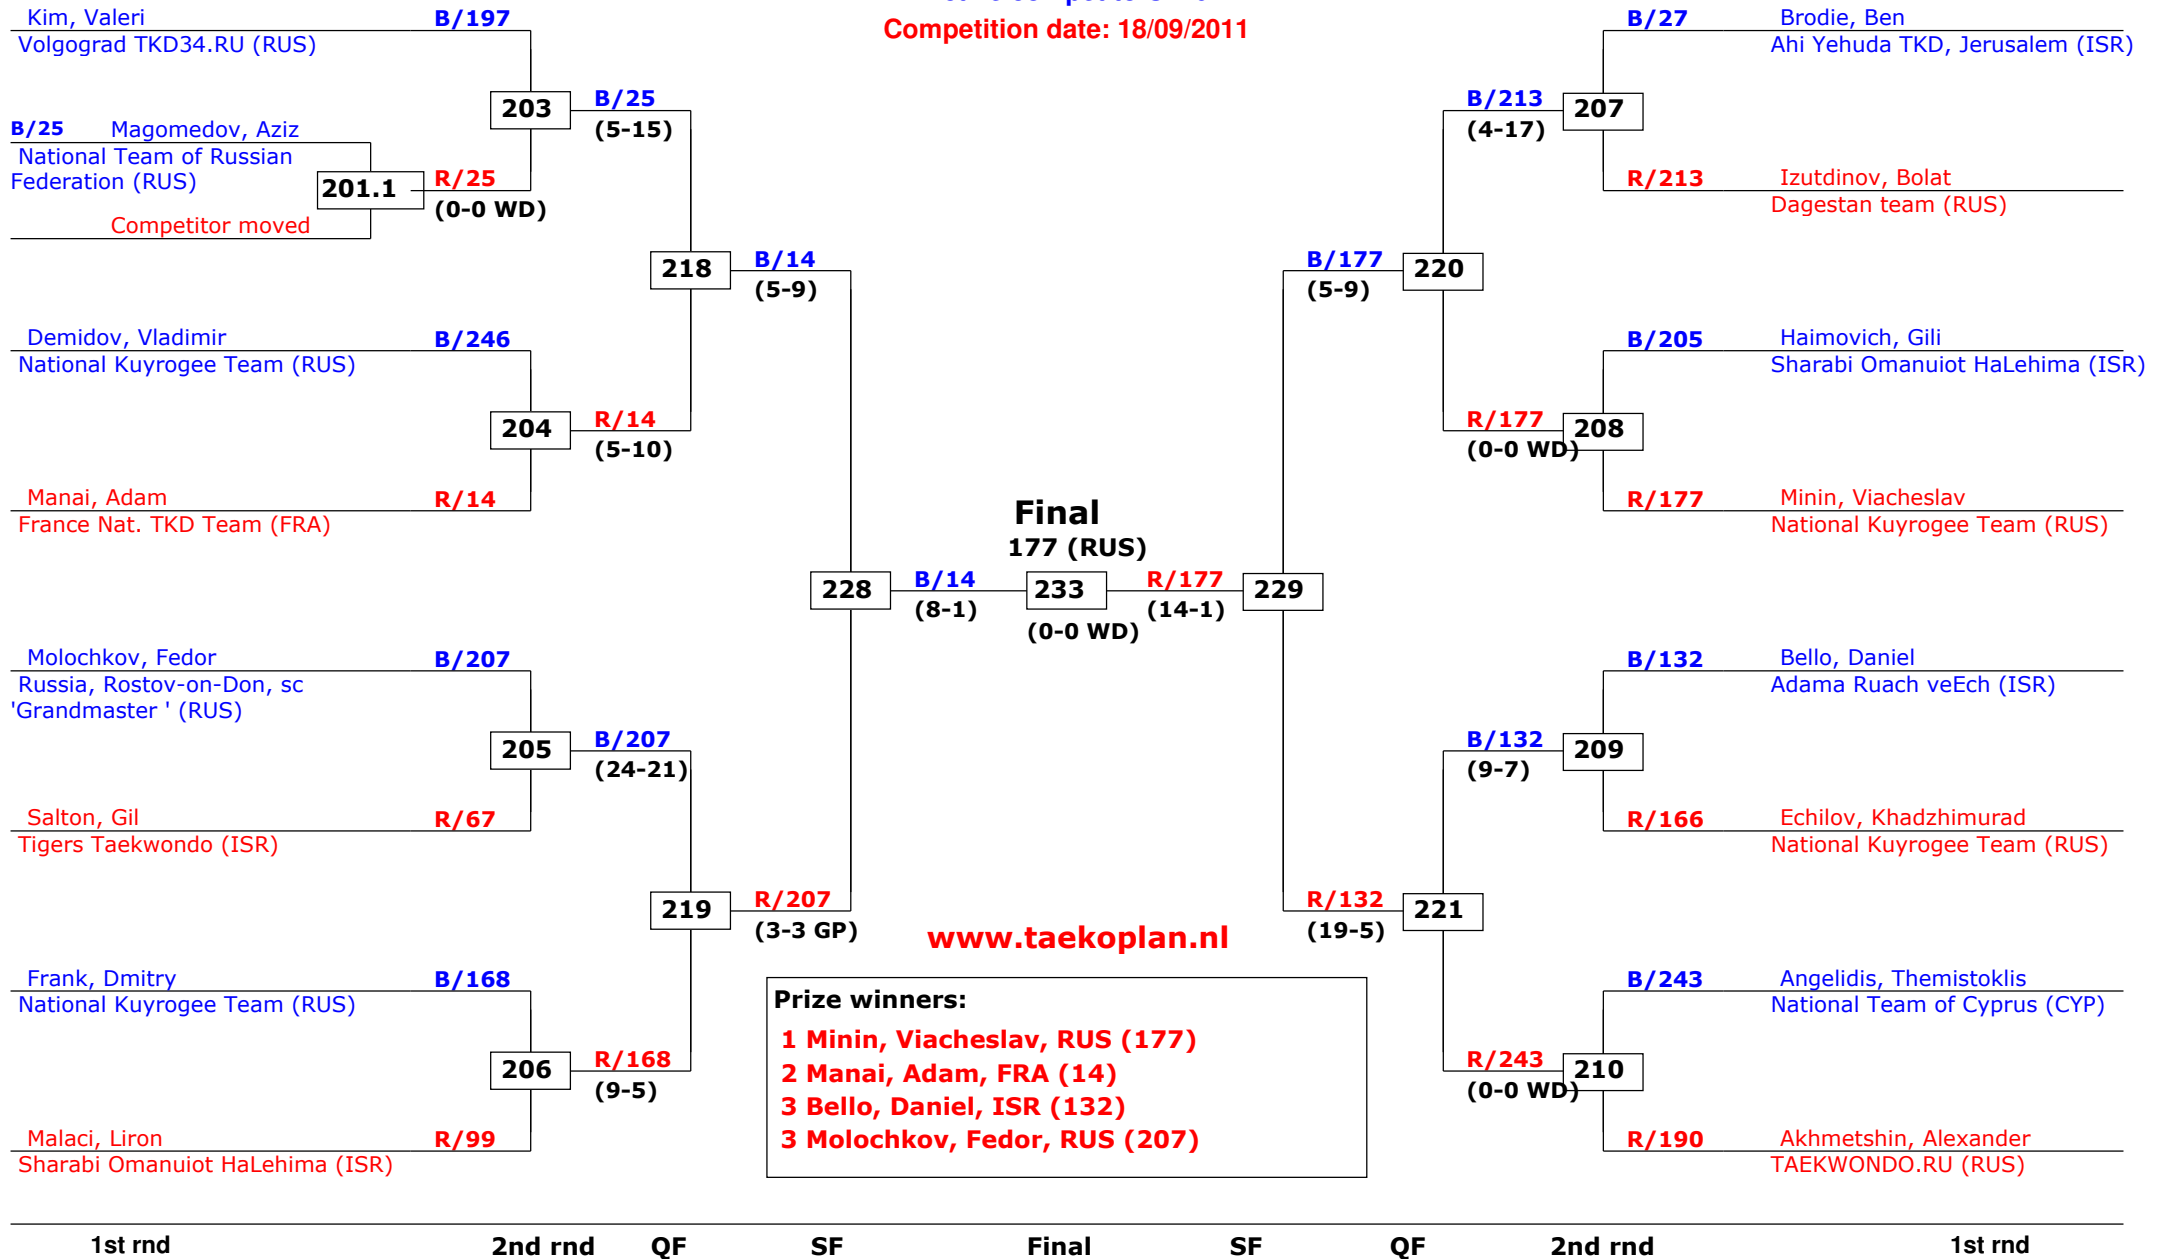 Competition date: 18/09/2011
Kim, Valeri
B/197
Volgograd TKD34.RU (RUS)
203
B/25
(5-15)
B/25
Magomedov, Aziz
National Team of Russian
Federation (RUS)
201.1
R/25
(0-0 WD)
Competitor moved
218
B/14
(5-9)
Demidov, Vladimir
B/246
National Kuyrogee Team (RUS)
204
R/14
(5-10)
Manai, Adam
R/14
France Nat. TKD Team (FRA)
228
B/14
(8-1)
Molochkov, Fedor
B/207
Russia, Rostov-on-Don, sc
'Grandmaster ' (RUS)
205
B/207
(24-21)
Salton, Gil
R/67
Tigers Taekwondo (ISR)
219
R/207
(3-3 GP)
Frank, Dmitry
B/168
National Kuyrogee Team (RUS)
206
R/168
(9-5)
Malaci, Liron
R/99
Sharabi Omanuiot HaLehima (ISR)
Final
177 (RUS)
233
(0-0 WD)
B/27
Brodie, Ben
Ahi Yehuda TKD, Jerusalem (ISR)
B/213
(4-17)
207
R/213
Izutdinov, Bolat
Dagestan team (RUS)
B/177
(5-9)
220
B/205
Haimovich, Gili
Sharabi Omanuiot HaLehima (ISR)
R/177
(0-0 WD)
208
R/177
Minin, Viacheslav
National Kuyrogee Team (RUS)
R/177
(14-1)
229
B/132
Bello, Daniel
Adama Ruach veEch (ISR)
B/132
(9-7)
209
R/166
Echilov, Khadzhimurad
National Kuyrogee Team (RUS)
R/132
(19-5)
221
B/243
Angelidis, Themistoklis
National Team of Cyprus (CYP)
R/243
(0-0 WD)
210
R/190
Akhmetshin, Alexander
TAEKWONDO.RU (RUS)
www.taekoplan.nl
Prize winners:
1 Minin, Viacheslav, RUS (177)
2 Manai, Adam, FRA (14)
3 Bello, Daniel, ISR (132)
3 Molochkov, Fedor, RUS (207)
1st rnd 2nd rnd QF SF Final SF QF 2nd rnd 1st rnd